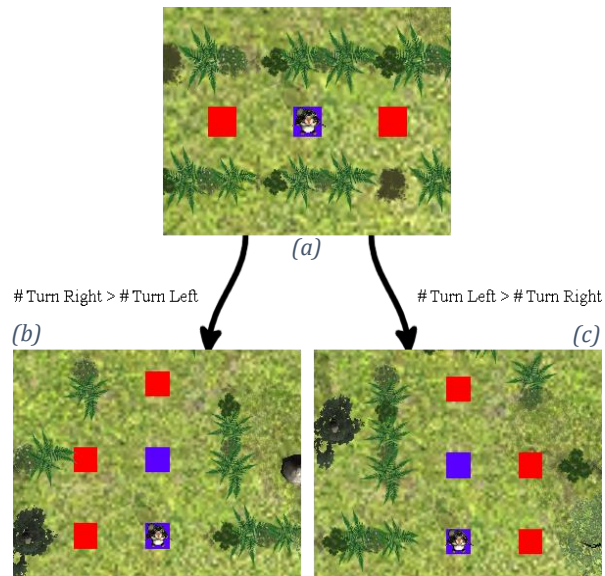 (a)
# Turn Right > # Turn Left
# Turn Left > # Turn Right
(b)
(c)